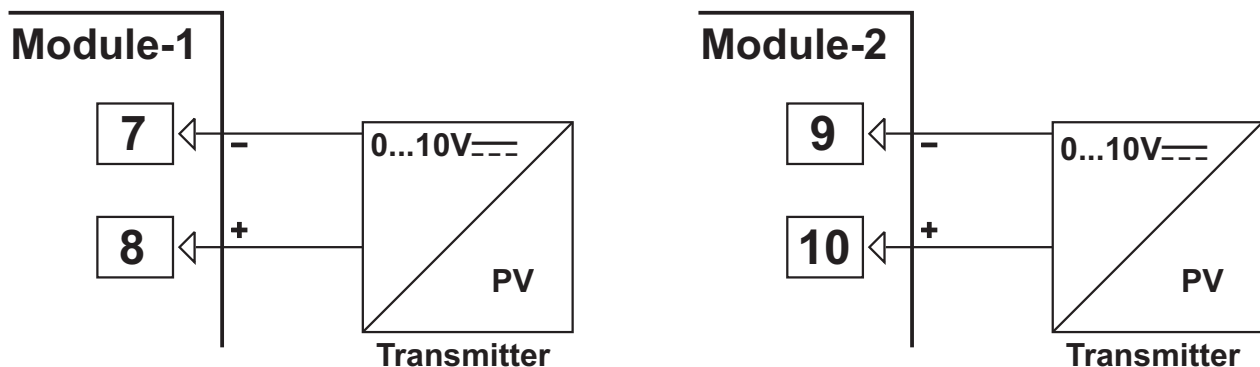 Module-1
7
-
0...10V
8
+
PV
Transmitter
Module-2
9
-
0...10V
10
+
PV
Transmitter